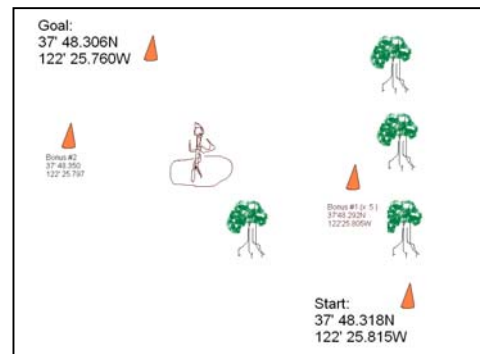 Goal:
37' 48.306N
122' 25.760W
Bonus #2
37'48.350
122' 25.797
Bonus #1 (x .5)
37'48.292N
122'25.805W
Start:
37' 48.318N
122' 25.815W